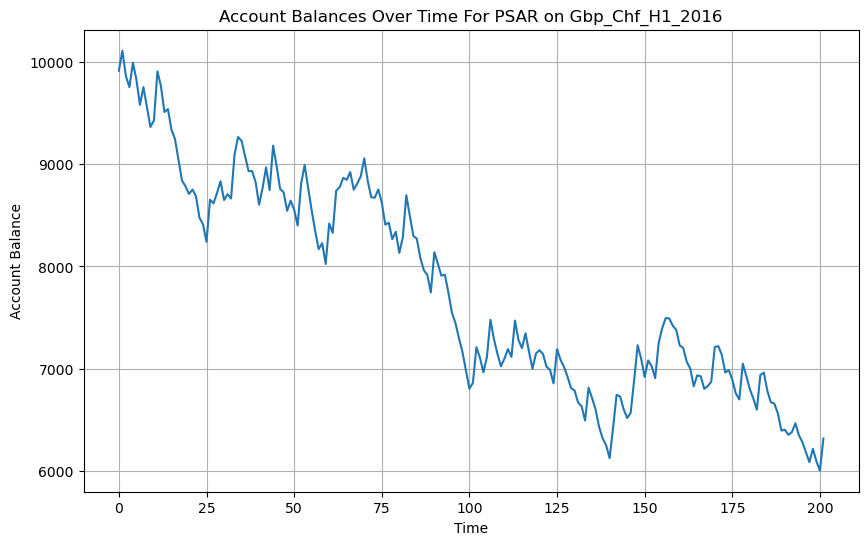 Account Balances Over Time For PSAR on Gbp_Chf_H1_2016
Account Balance
10000
9000
8000
7000
6000
0 25 50 75 100 125 150 175 200
Time